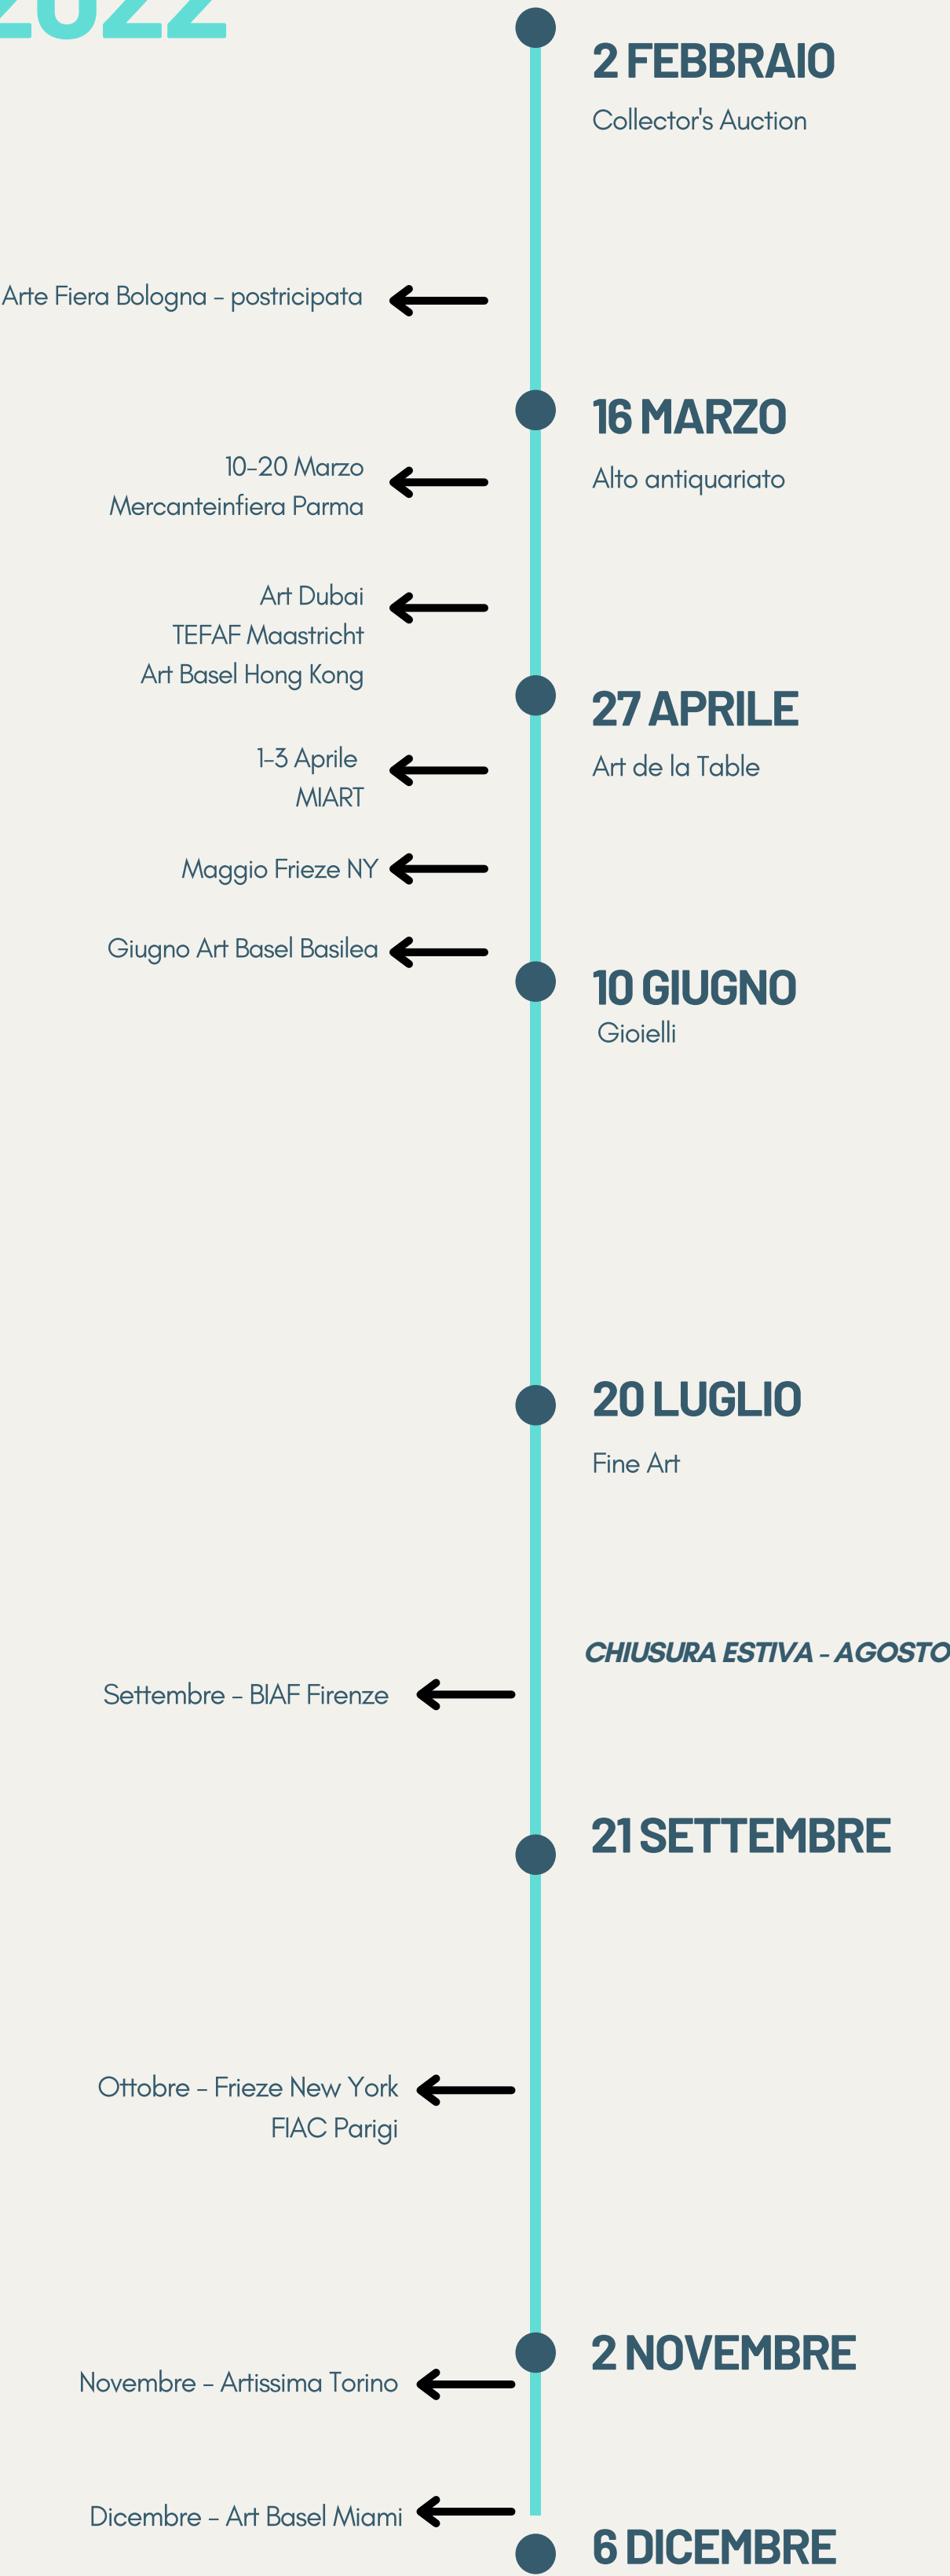 2022
2 FEBBRAIO
Collector's Auction
Arte Fiera Bologna - postricipata
16 MARZO
10-20 Marzo
Mercanteinfiera Parma
Alto antiquariato
Art Dubai
TEFAF Maastricht
Art Basel Hong Kong
27 APRILE
Art de la Table
1-3 Aprile
MIART
Maggio Frieze NY
Giugno Art Basel Basilea
10 GIUGNO
Gioielli
20 LUGLIO
Fine Art
CHIUSURA ESTIVA - AGOSTO
Settembre - BIAF Firenze
21 SETTEMBRE
Ottobre - Frieze New York
FIAC Parigi
2 NOVEMBRE
Novembre - Artissima Torino
Dicembre - Art Basel Miami
6 DICEMBRE